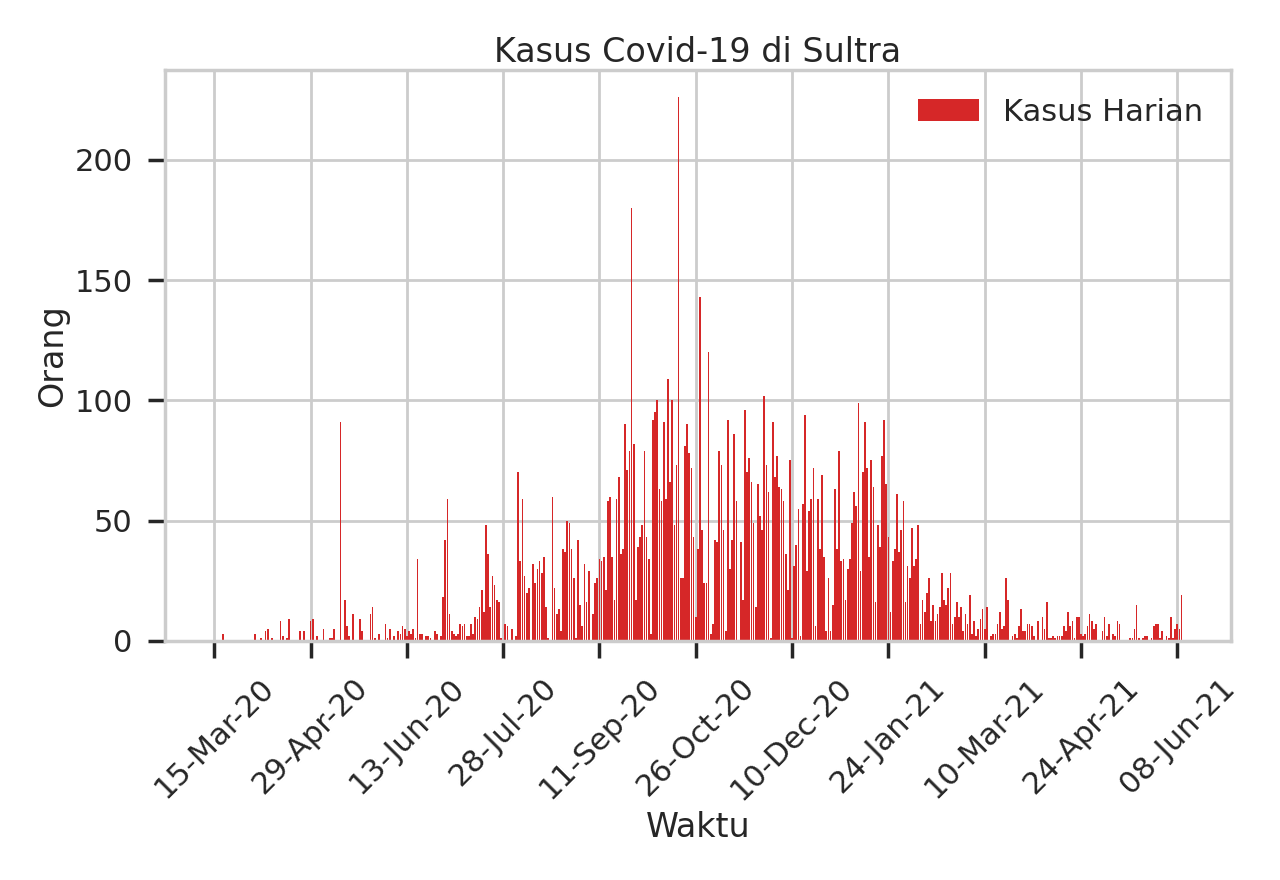 Kasus Covid-19 di Sultra
Kasus Harian
Orang
200
150
100
50
0
15-Mar-20
29-Apr-20
13-Jun-20
28-Jul-20
11-Sep-20
26-Oct-20
10-Dec-20
24-Jan-21
10-Mar-21
24-Apr-21
08-Jun-21
Waktu